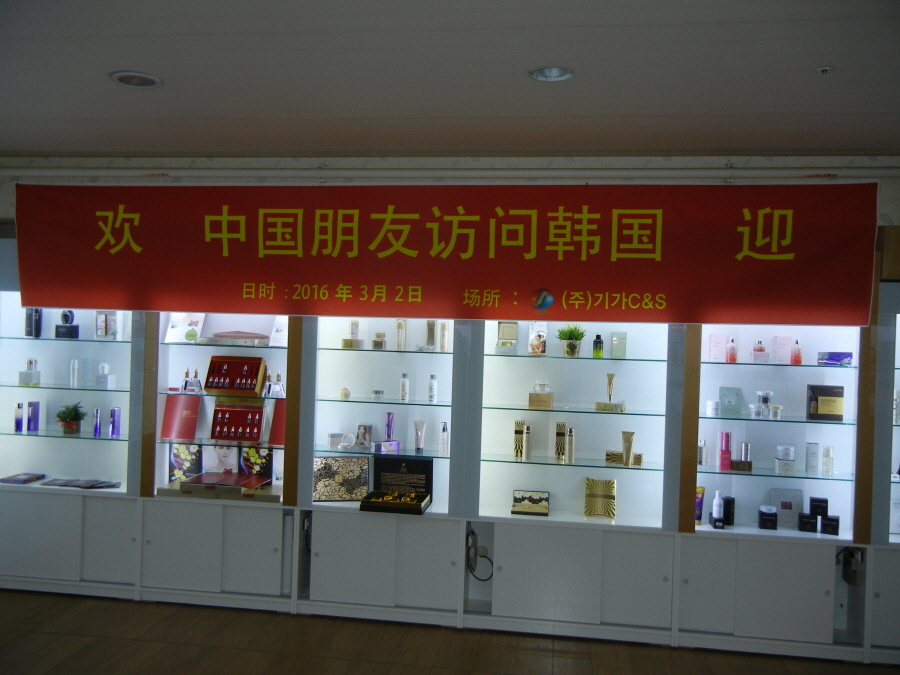 欢 中国朋友访问韩国 迎
日时 : 2016 年 3 月 2 日 场所 : (주)기가C&S